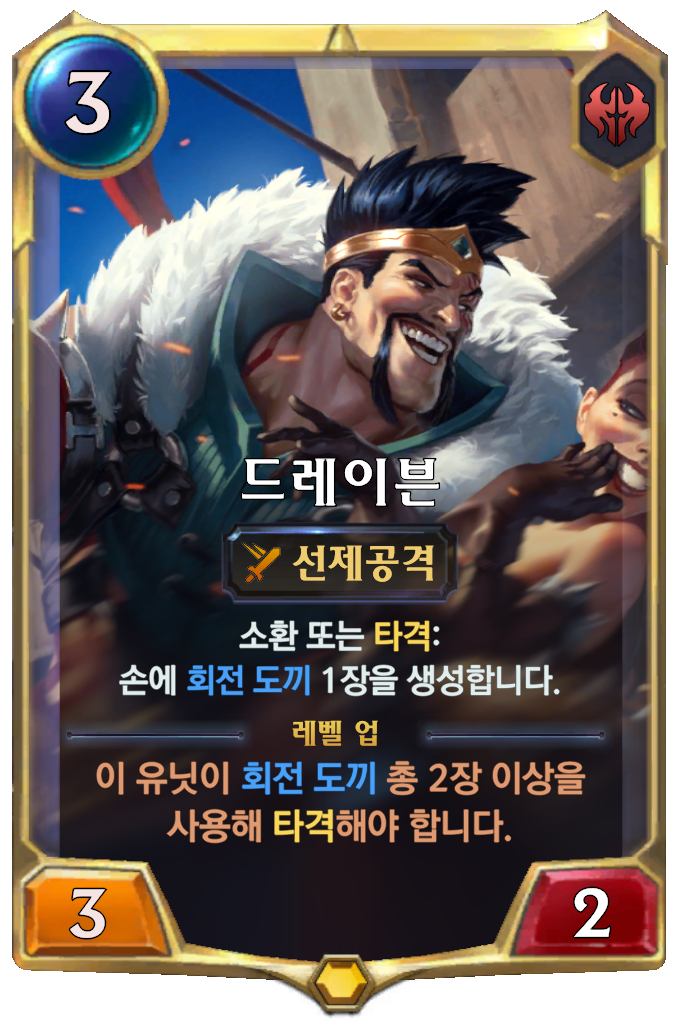 3
드레이븐
선제공격
소환 또는 타격:
손에 회전 도끼 1장을 생성합니다.
레벨 업
이 유닛이 회전 도끼 총 2장 이상을
사용해 타격해야 합니다.
3
2